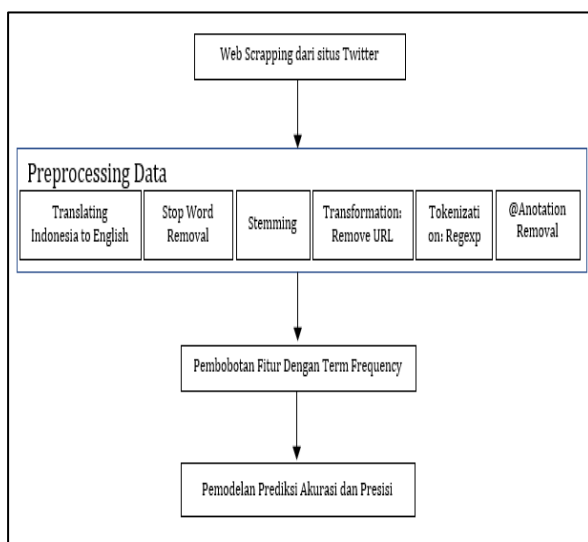 Web Scrapping dari situs Twitter
Preprocessing Data
Translating
Indonesia to English
Stop Word
Removal
Stemming
Transformation:
Remove URL
Tokenizati
on: Regexp
@Anotation
Removal
Pembobotan Fitur Dengan Term Frequency
Pemodelan Prediksi Akurasi dan Presisi